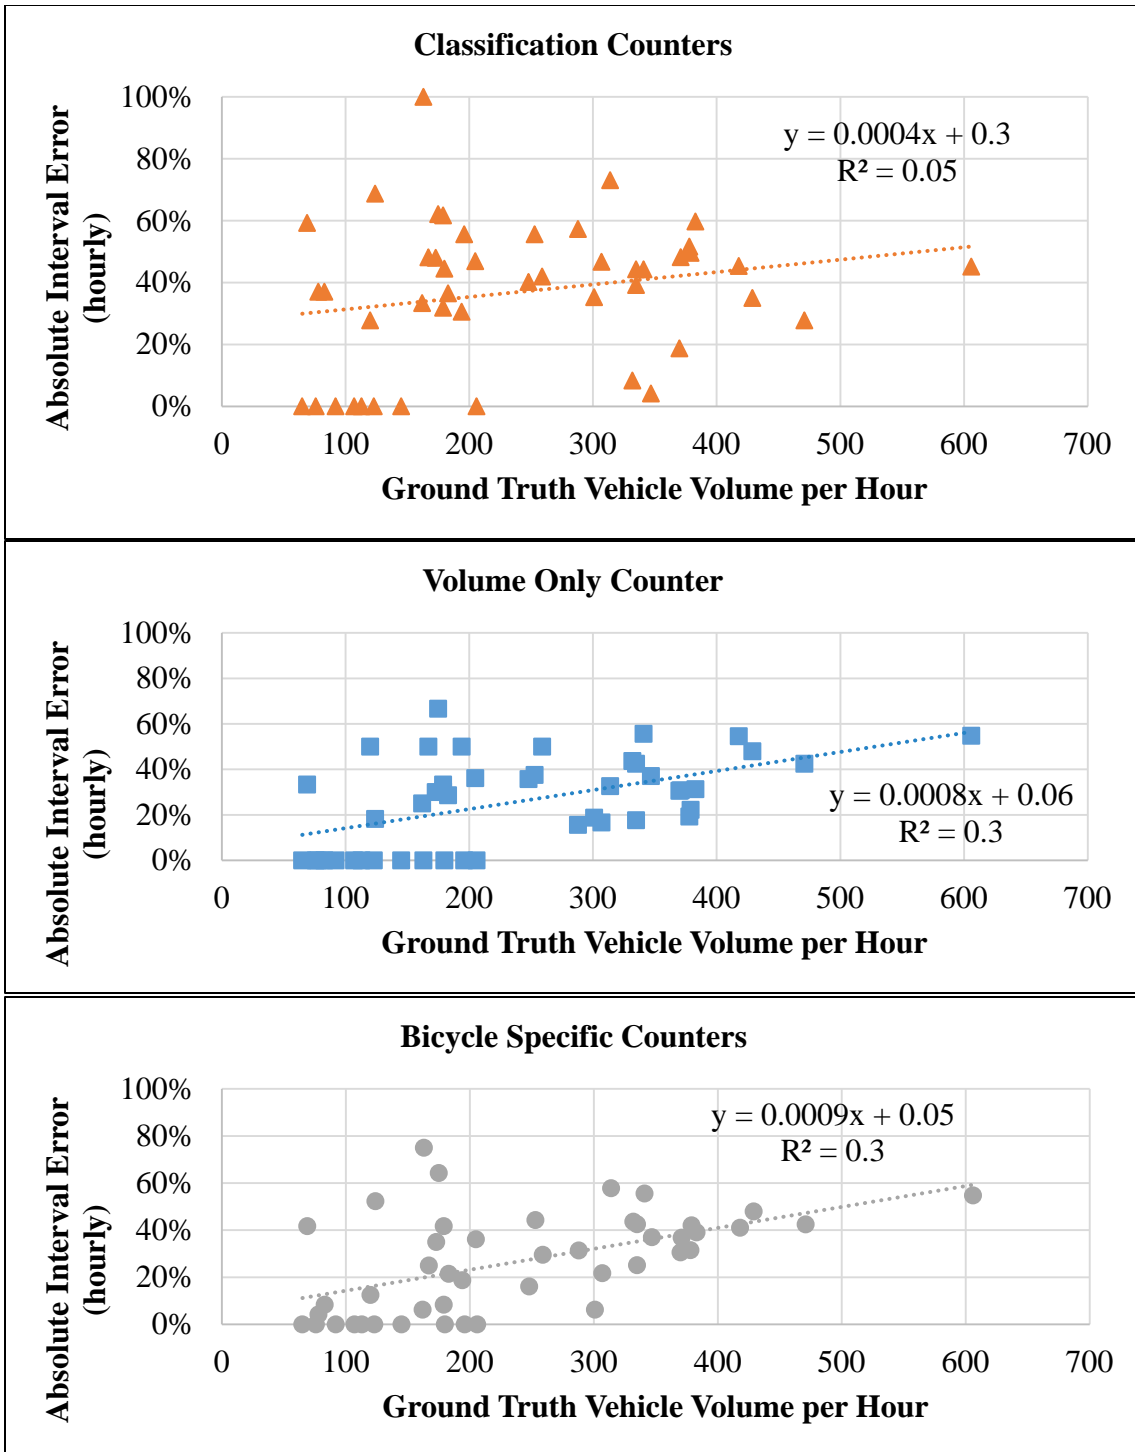 Classification Counters
Absolute Interval Error
(hourly)
100%
80%
60%
40%
20%
0%
y = 0.0004x + 0.3
R² = 0.05
0 100 200 300 400 500 600 700
Ground Truth Vehicle Volume per Hour
Volume Only Counter
Absolute Interval Error
(hourly)
100%
80%
60%
40%
20%
0%
y = 0.0008x + 0.06
R² = 0.3
0 100 200 300 400 500 600 700
Ground Truth Vehicle Volume per Hour
Bicycle Specific Counters
Absolute Interval Error
(hourly)
100%
80%
60%
40%
20%
0%
y = 0.0009x + 0.05
R² = 0.3
0 100 200 300 400 500 600 700
Ground Truth Vehicle Volume per Hour